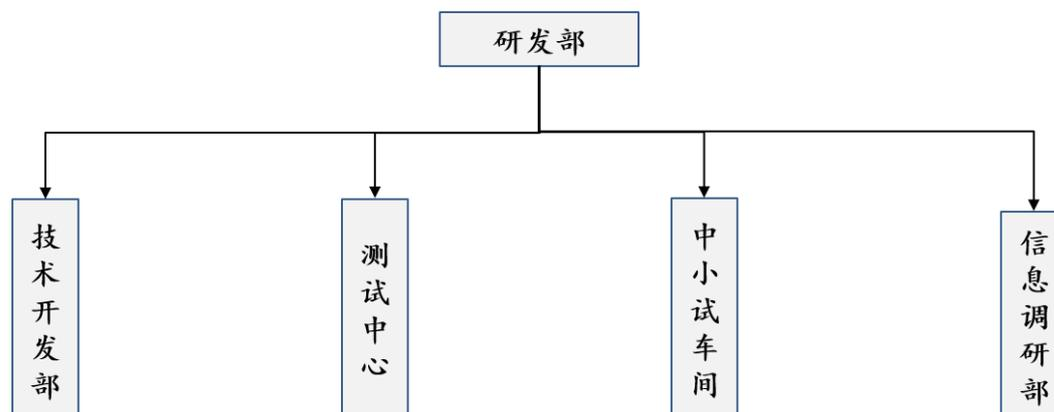 研发部
技术开发部
测试中心
中小试车间
信息调研部